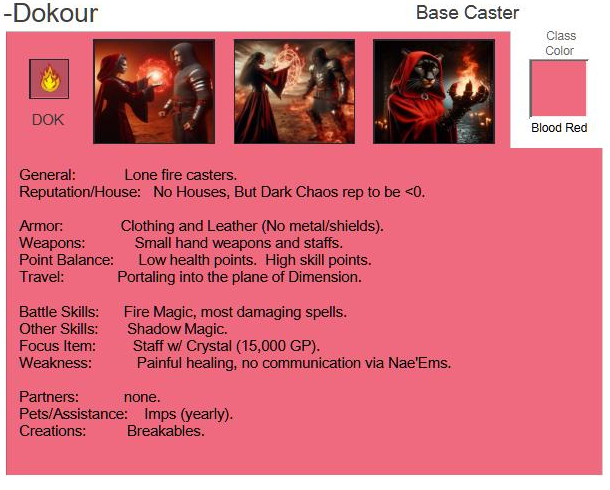 -Dokour
Base Caster
Class
Color
DOK
Blood Red
General: Lone fire casters.
Reputation/House: No Houses, But Dark Chaos rep to be <0.
Armor: Clothing and Leather (No metal/shields).
Weapons: Small hand weapons and staffs.
Point Balance: Low health points. High skill points.
Travel: Portaling into the plane of Dimension.
Battle Skills: Fire Magic, most damaging spells.
Other Skills: Shadow Magic.
Focus Item: Staff w/ Crystal (15,000 GP).
Weakness: Painful healing, no communication via Nae'Ems.
Partners: none.
Pets/Assistance: Imps (yearly).
Creations: Breakables.